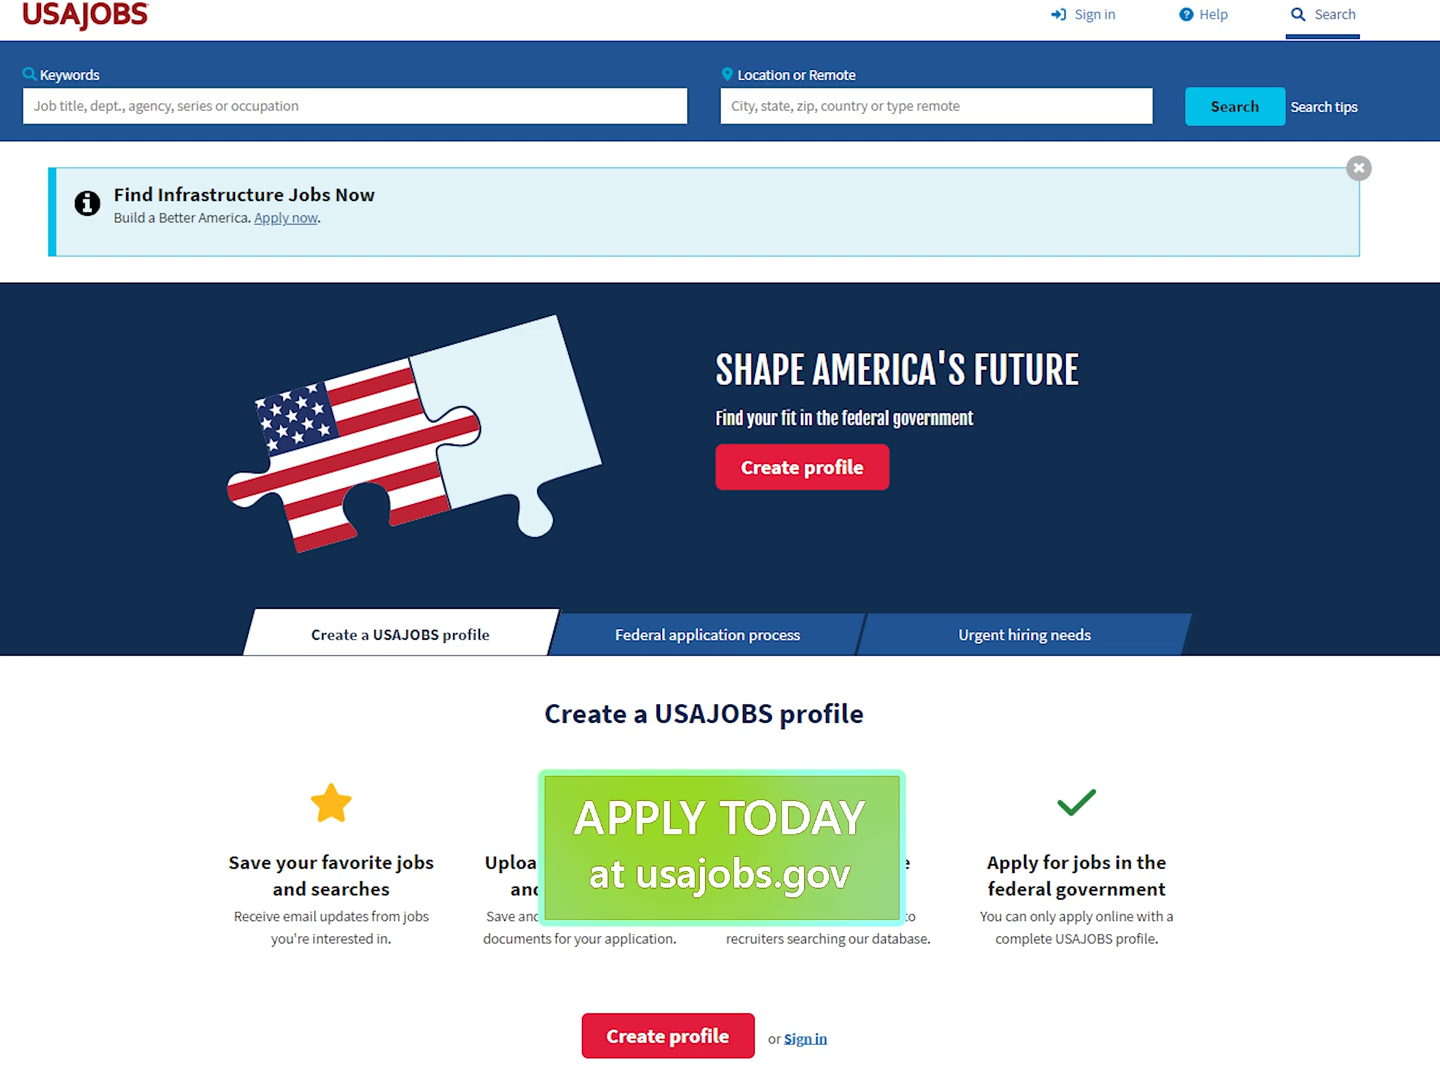 USAJOBS
Sign in
Help
Search
Keywords
Location or Remote
Job title, dept., agency, series or occupation
City, state, zip, country or type remote
Search
Search tips
Find Infrastructure Jobs Now
Build a Better America. Apply now.
SHAPE AMERICA'S FUTURE
Find your fit in the federal government
Create profile
Create a USAJOBS profile
Federal application process
Urgent hiring needs
Create a USAJOBS profile
APPLY TODAY
at usajobs.gov
Save your favorite jobs
and searches
Receive email updates from jobs
you're interested in.
Save
documents for your application.
recruiters searching our database.
Apply for jobs in the
federal government
You can only apply online with a
complete USAJOBS profile.
Create profile
or Sign in